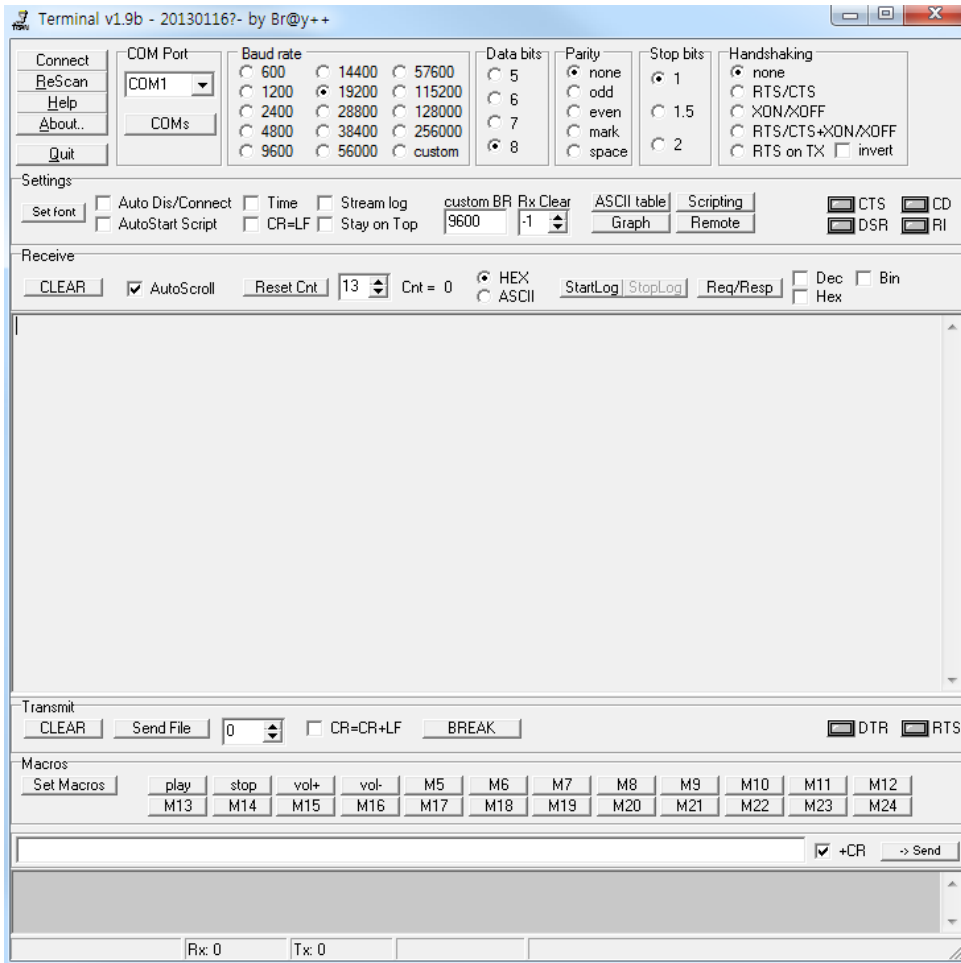 Terminal v1.9b - 20130116?- by Br@y++
Connect
ReScan
Help
About..
Quit
COM Port
COM1
COMs
Baud rate
600 14400 57600
1200 19200 115200
2400 28800 128000
4800 38400 256000
9600 56000 custom
Data bits
5
6
7
8
Parity
none
odd
even
mark
space
Stop bits
1
1.5
2
Handshaking
none
RTS/CTS
XON/XOFF
RTS/CTS+XON/XOFF
RTS on TX invert
Settings
Set font
Auto Dis/Connect Time Stream log
AutoStart Script CR=LF Stay on Top
custom BR Rx Clear
9600 -1
ASCII table Scripting
Graph Remote
CTS CD
DSR RI
Receive
CLEAR AutoScroll Reset Cnt 13 Cnt = 0
HEX
ASCII
StartLog StopLog Req/Resp
Dec Bin
Hex
Transmit
CLEAR Send File 0 CR=CR+LF BREAK DTR RTS
Macros
Set Macros play stop vol+ vol- M5 M6 M7 M8 M9 M10 M11 M12
M13 M14 M15 M16 M17 M18 M19 M20 M21 M22 M23 M24
+CR -> Send
Rx: 0 Tx: 0